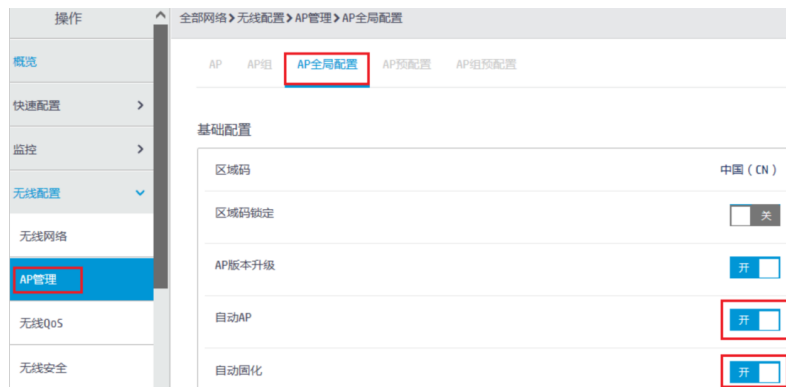 操作
全部网络>无线配置>AP管理>AP全局配置
概览
快速配置
监控
无线配置
无线网络
AP管理
无线QoS
无线安全
AP AP组 AP全局配置 AP预配置 AP组预配置
基础配置
区域码 中国（CN）
区域码锁定 关
AP版本升级 开
自动AP 开
自动固化 开